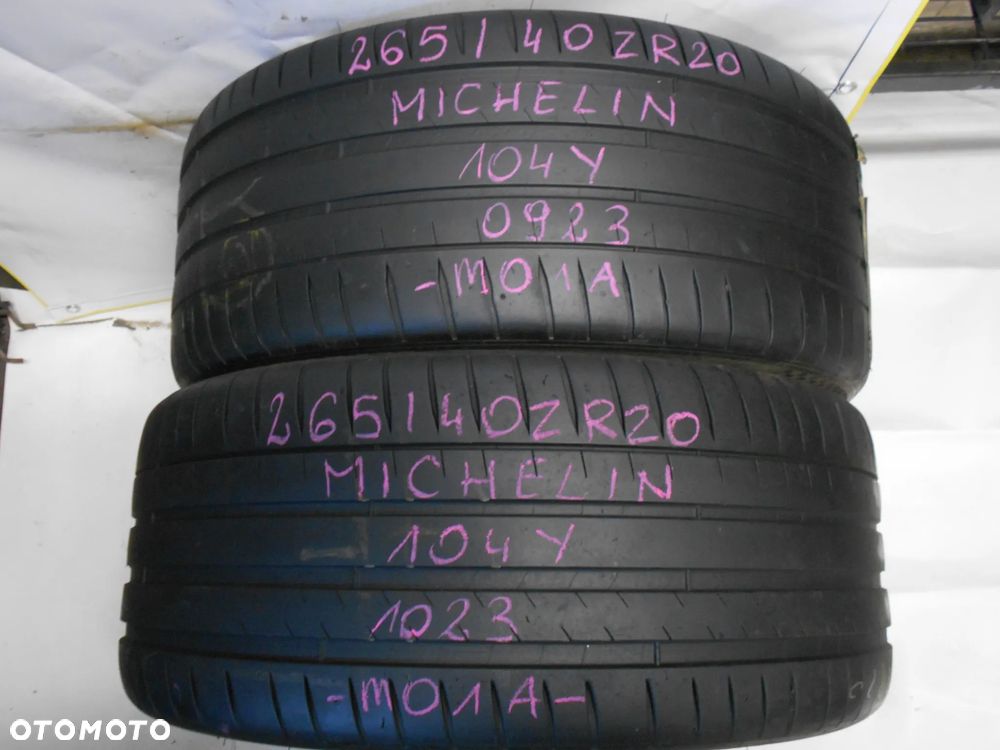 265/40ZR20
MICHELIN
104Y
0923
-MO1A
265/40ZR20
MICHELIN
104Y
1023
-MO1A-
OTOMOTO